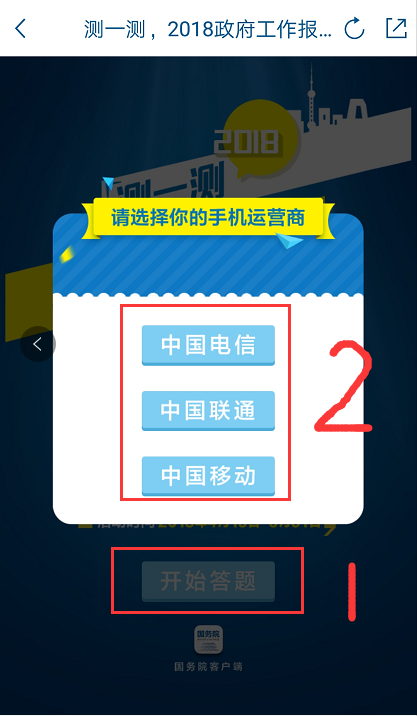 测一测，2018政府工作报...
2018
测一测
请选择你的手机运营商
中国电信
中国联通
中国移动
2
开始答题
1
国务院
国务院客户端